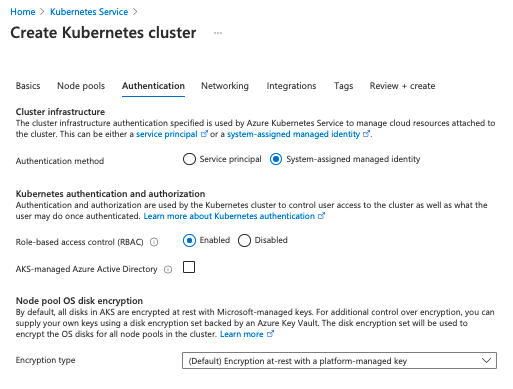 Home > Kubernetes Service >
Create Kubernetes cluster ...
Basics Node pools Authentication Networking Integrations Tags Review + create
Cluster infrastructure
The cluster infrastructure authentication specified is used by Azure Kubernetes Service to manage cloud resources attached to
the cluster. This can be either a service principal or a system-assigned managed identity.
Authentication method Service principal System-assigned managed identity
Kubernetes authentication and authorization
Authentication and authorization are used by the Kubernetes cluster to control user access to the cluster as well as what the
user may do once authenticated. Learn more about Kubernetes authentication
Role-based access control (RBAC) Enabled Disabled
AKS-managed Azure Active Directory
Node pool OS disk encryption
By default, all disks in AKS are encrypted at rest with Microsoft-managed keys. For additional control over encryption, you can
supply your own keys using a disk encryption set backed by an Azure Key Vault. The disk encryption set will be used to
encrypt the OS disks for all node pools in the cluster. Learn more
Encryption type (Default) Encryption at-rest with a platform-managed key